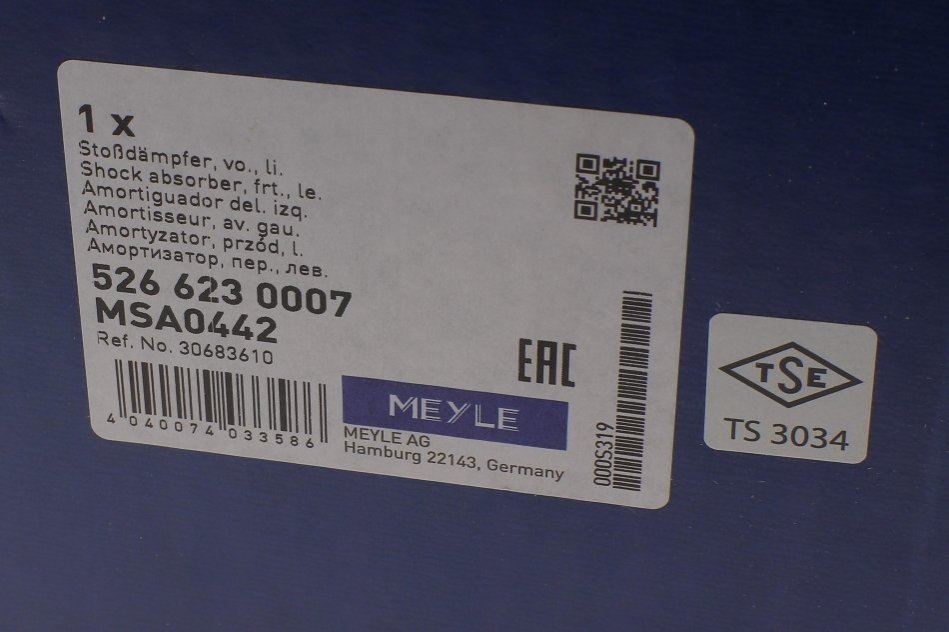 1 x
Stoßdämpfer, vo., li.
Shock absorber, frt., le.
Amortiguador del. izq.
Amortisseur, av. gau.
Amortyzator, przód, l.
Амортизатор, пер., лев.
526 623 0007
MSA0442
Ref. No. 30683610
4 040074 033586
EAC
MEYLE
MEYLE AG
Hamburg 22143, Germany
000S319
TSE
TS 3034